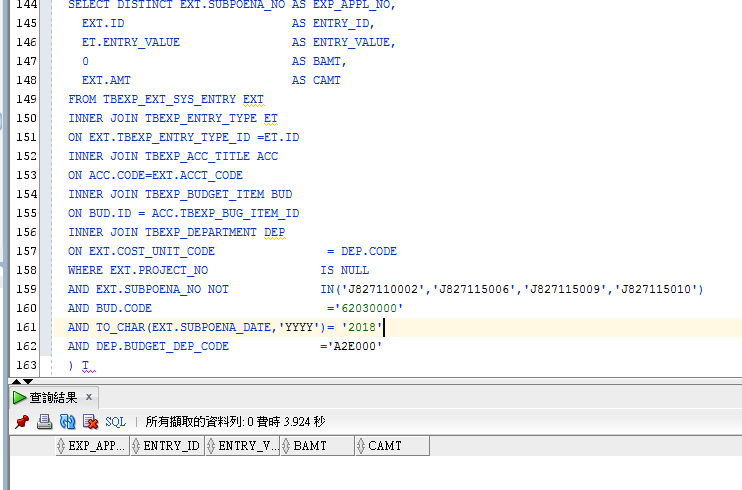 144 SELECT DISTINCT EXT.SUBPOENA_NO AS EXP_APPL_NO,
145 EXT.ID AS ENTRY_ID,
146 ET.ENTRY_VALUE AS ENTRY_VALUE,
147 0 AS BAMT,
148 EXT.AMT AS CAMT
149 FROM TBEXP_EXT_SYS_ENTRY EXT
150 INNER JOIN TBEXP_ENTRY_TYPE ET
151 ON EXT.TBEXP_ENTRY_TYPE_ID =ET.ID
152 INNER JOIN TBEXP_ACC_TITLE ACC
153 ON ACC.CODE=EXT.ACCT_CODE
154 INNER JOIN TBEXP_BUDGET_ITEM BUD
155 ON BUD.ID = ACC.TBEXP_BUG_ITEM_ID
156 INNER JOIN TBEXP_DEPARTMENT DEP
157 ON EXT.COST_UNIT_CODE = DEP.CODE
158 WHERE EXT.PROJECT_NO IS NULL
159 AND EXT.SUBPOENA_NO NOT IN('J827110002','J827115006','J827115009','J827115010')
160 AND BUD.CODE ='62030000'
161 AND TO_CHAR(EXT.SUBPOENA_DATE,'YYYY')= '2018'
162 AND DEP.BUDGET_DEP_CODE ='A2E000'
163 )
查詢結果 x
SQL | 所有擷取的資料列: 0 費時 3.924 秒
EXP_APP... ENTRY_ID ENTRY_V... BAMT CAMT